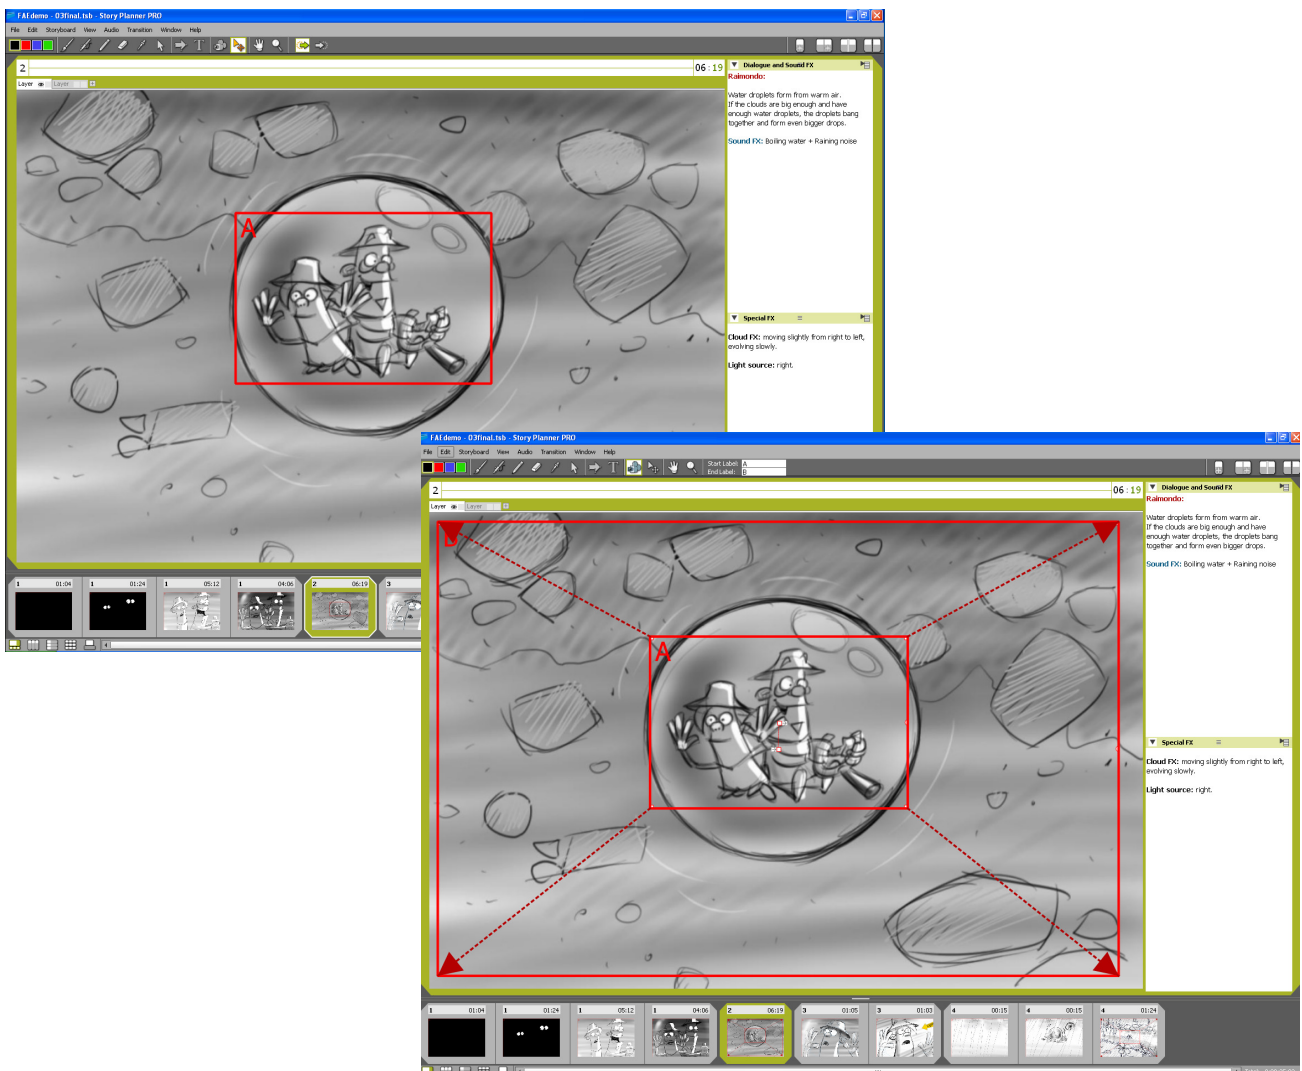 FAEdemo - 03final.tsb - Story Planner PRO
File Edit Storyboard View Audio Transition Window Help
2 06:19
Layer Layer
Dialogue and Sound FX
Raimondo:
Water droplets form from warm air.
If the clouds are big enough and have
enough water droplets, the droplets bang
together and form even bigger drops.
Sound FX: Boiling water + Raining noise
A
Special FX
Cloud FX: moving slightly from right to left,
evolving slowly.
Light source: right.
1 01:04 1 01:24 1 05:12 1 04:06 2 06:19 3
FAEdemo - 03final.tsb - Story Planner PRO
File Edit Storyboard View Audio Transition Window Help
Start Label: A
End Label: B
2 06:19
Layer Layer
Dialogue and Sound FX
Raimondo:
Water droplets form from warm air.
If the clouds are big enough and have
enough water droplets, the droplets bang
together and form even bigger drops.
Sound FX: Boiling water + Raining noise
B
A
Special FX
Cloud FX: moving slightly from right to left,
evolving slowly.
Light source: right.
1 01:04 1 01:24 1 05:12 1 04:06 2 06:19 3 01:05 3 01:03 4 00:15 4 00:15 4 01:24